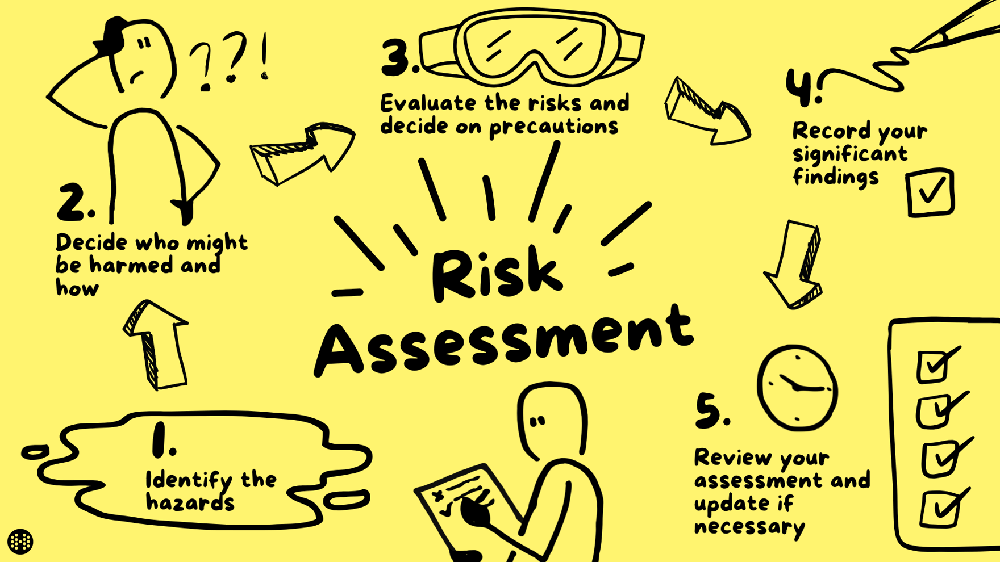 Risk
Assessment
1.
Identify the
hazards
2.
Decide who might
be harmed and
how
? ? !
3.
Evaluate the risks and
decide on precautions
4.
Record your
significant
findings
5.
Review your
assessment and
update if
necessary